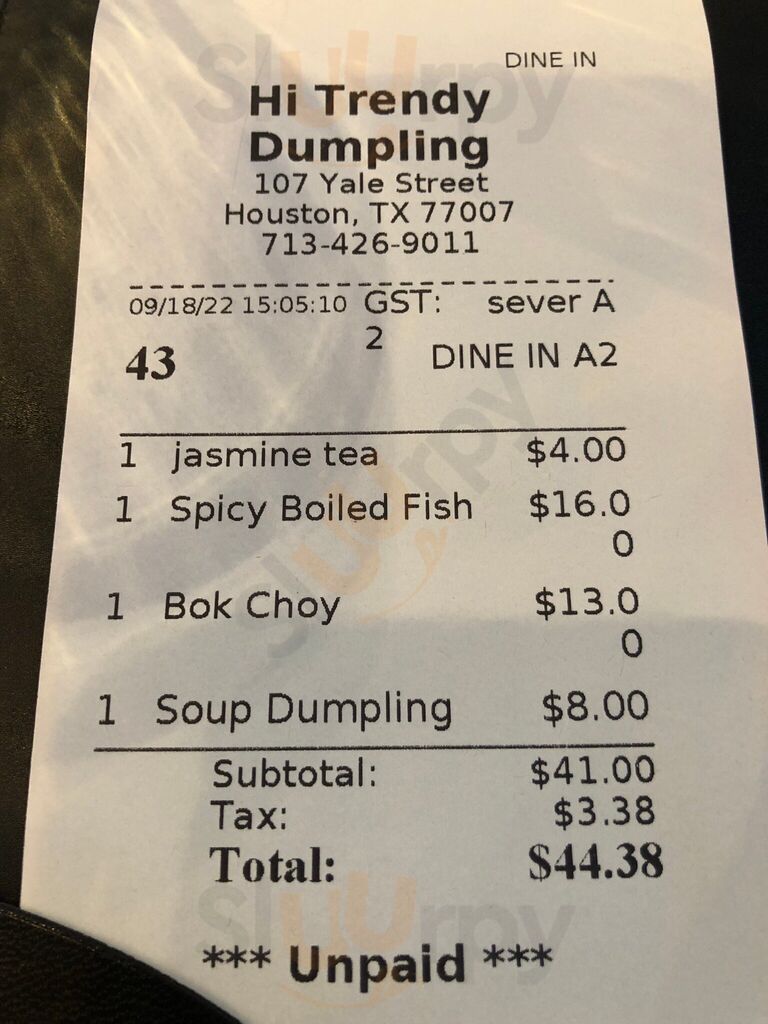 DINE IN
Hi Trendy
Dumpling
107 Yale Street
Houston, TX 77007
713-426-9011
09/18/22 15:05:10 GST: sever A
2
43 DINE IN A2
1 jasmine tea $4.00
1 Spicy Boiled Fish $16.0
0
1 Bok Choy $13.0
0
1 Soup Dumpling $8.00
Subtotal: $41.00
Tax: $3.38
Total: $44.38
*** Unpaid ***
sluurpy
sluurpy
sluurpy